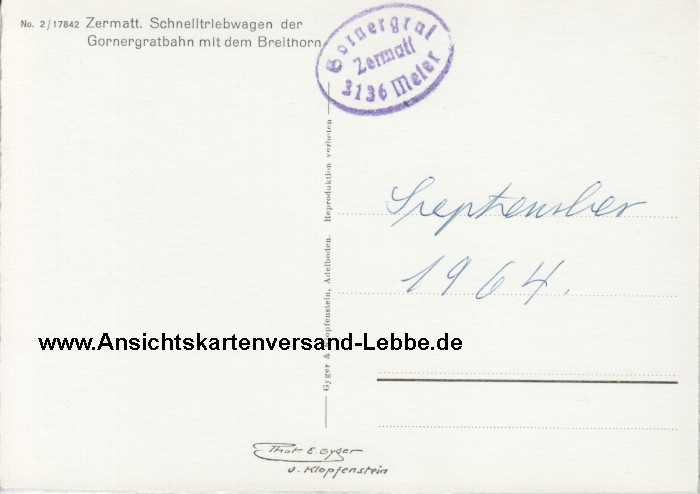 No. 2/17842 Zermatt. Schnelltriebwagen der
Gornergratbahn mit dem Breithorn
Gornergrat
Zermatt
3136 Meter
September
1964.
Gyger & Klopfenstein, Adelboden. Reproduktion verboten
www.Ansichtskartenversand-Lebbe.de
Phot. E. Gyger
u. Klopfenstein